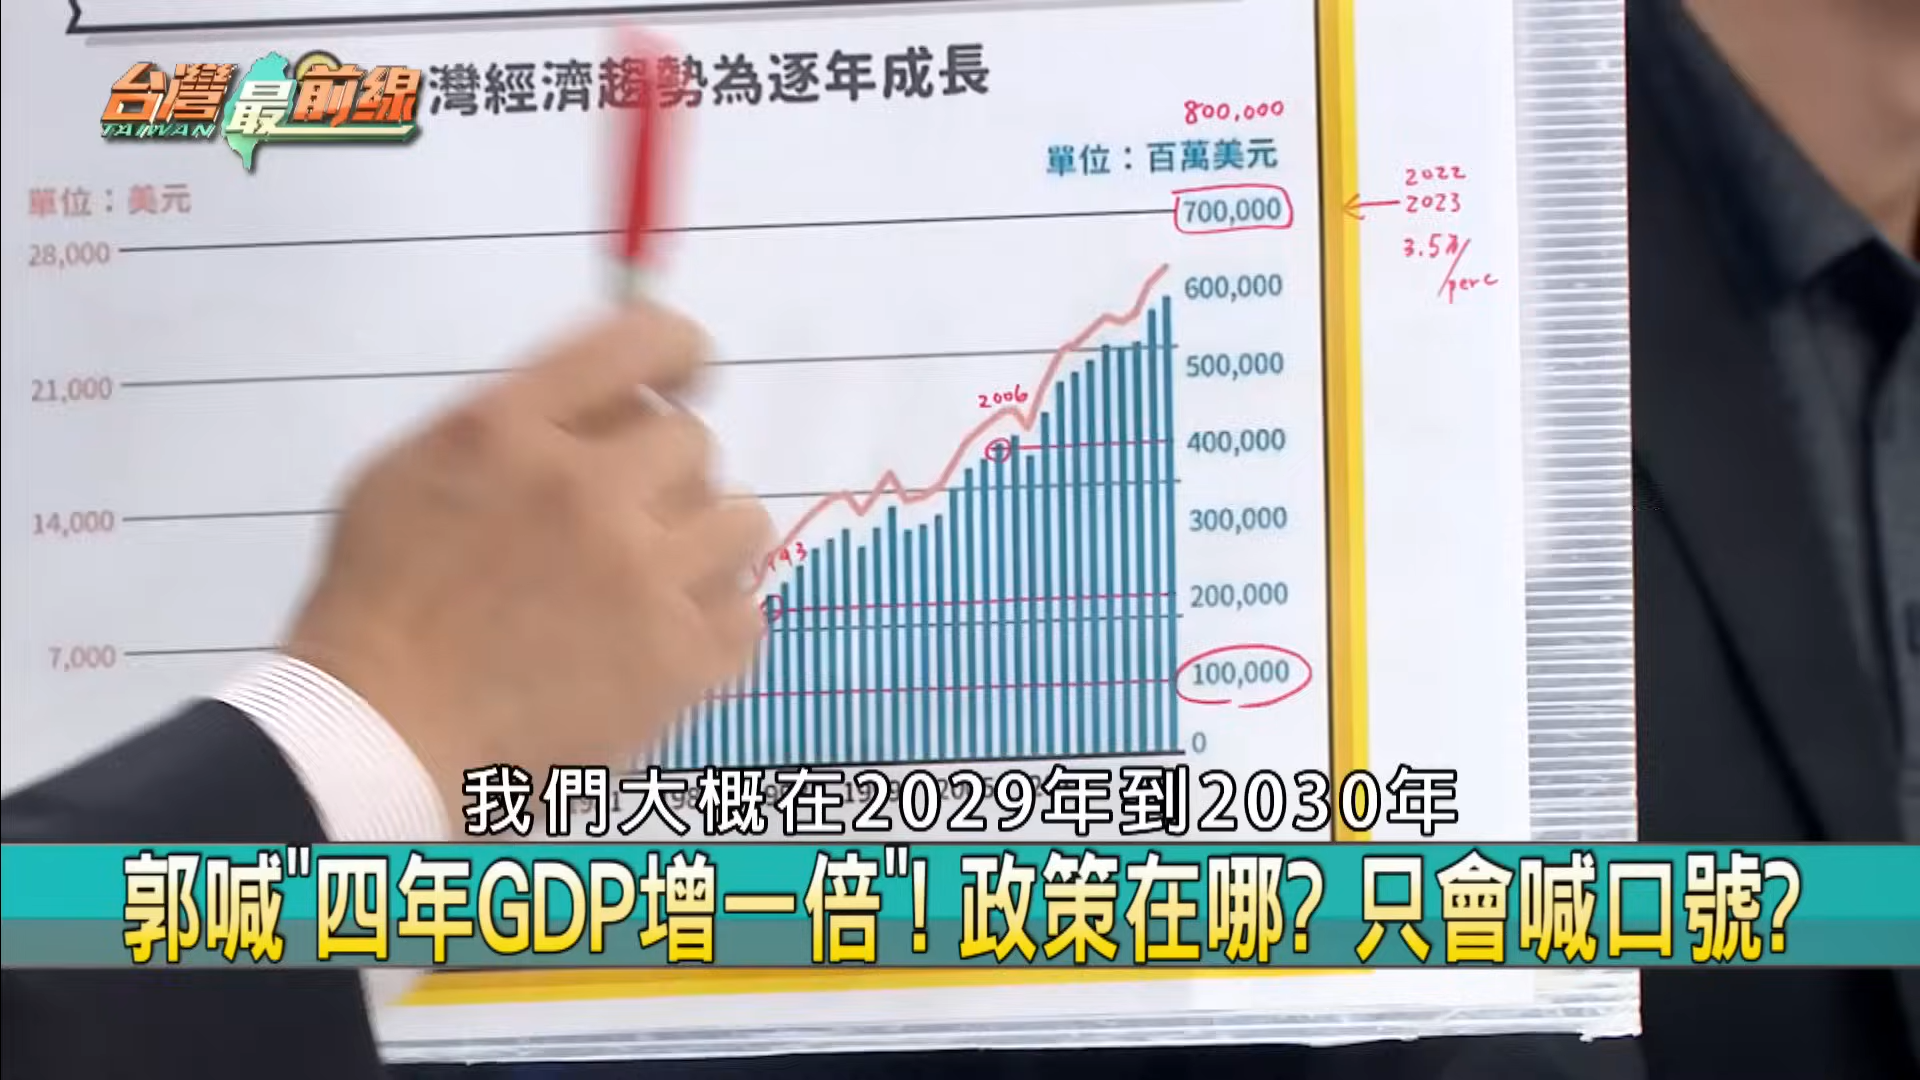 台灣最前線
TAIWAN
灣經濟趨勢為逐年成長
800,000
單位：美元
單位：百萬美元
28,000
21,000
14,000
7,000
700,000
600,000
500,000
400,000
300,000
200,000
100,000
0
2022
2023
3.5萬/perc
2006
我們大概在2029年到2030年
郭喊"四年GDP增一倍"! 政策在哪? 只會喊口號?